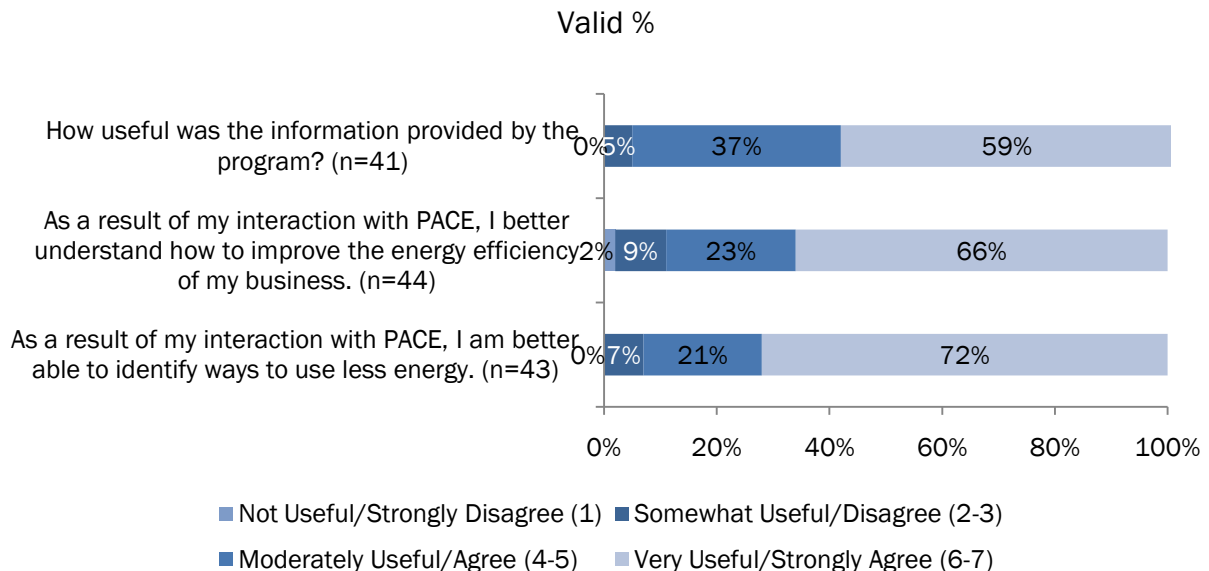 Valid %
How useful was the information provided by the
program? (n=41)
0% 5% 37% 59%
As a result of my interaction with PACE, I better
understand how to improve the energy efficiency
of my business. (n=44)
2% 9% 23% 66%
As a result of my interaction with PACE, I am better
able to identify ways to use less energy. (n=43)
0% 7% 21% 72%
0% 20% 40% 60% 80% 100%
Not Useful/Strongly Disagree (1) Somewhat Useful/Disagree (2-3)
Moderately Useful/Agree (4-5) Very Useful/Strongly Agree (6-7)